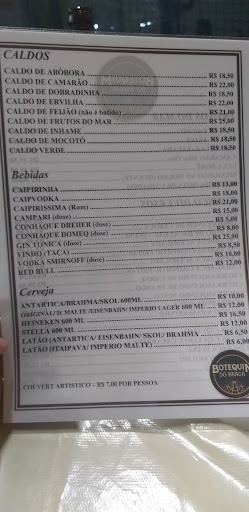 CALDOS
CALDO DE ABÓBORA R$ 18,50
CALDO DE CAMARÃO R$ 22,00
CALDO DE DOBRADINHA R$ 18,50
CALDO DE ERVILHA R$ 22,00
CALDO DE FEIJÃO (não é batido) R$ 21,00
CALDO DE FRUTOS DO MAR R$ 25,00
CALDO DE INHAME R$ 18,50
CALDO DE MOCOTÓ R$ 18,50
CALDO VERDE R$ 18,50
Bebidas
CAIPIRINHA R$ 13,00
CAIPVODKA R$ 18,00
CAIPIRISSIMA (Rum) R$ 21,00
CAMPARI (dose) R$ 15,00
CONHAQUE DREHER (dose) R$ 5,00
CONHAQUE DOMEQ (dose) R$ 8,00
GIN TONICA (dose) R$ 25,00
VINHO (TAÇA) R$ 18,50
VODKA SMIRNOFF (dose) R$ 10,00
RED BULL R$ 12,00
Cerveja
ANTARTICA/BRAHMA/SKOL 600ML R$ 10,90
ORIGINAL/ D. MALTE /EISENBAHN/ IMPERIO LAGER 600 ML R$ 12,00
HEINEKEN 600 ML R$ 16,50
STELLA 600 ML R$ 12,00
LATÃO (ANTARTICA/ EISENBAHN/ SKOL/ BRAHMA R$ 6,50
LATÃO (ITAIPAVA/ IMPERIO MALTE) R$ 6,00
COUVERT ARTISTICO – R$ 7,00 POR PESSOA
BOTEQUIM
DO BRAGA